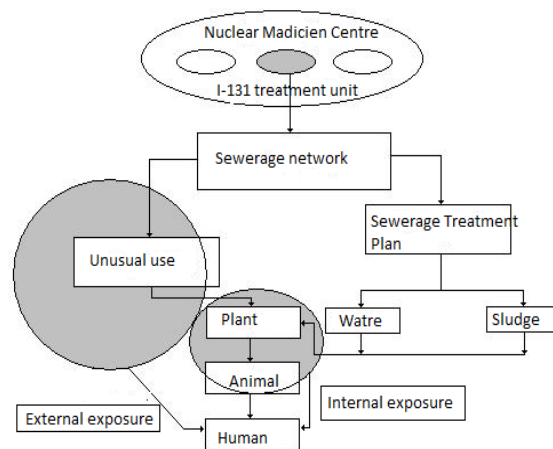 Nuclear Madicien Centre
I-131 treatment unit
Sewerage network
Sewerage Treatment
Plan
Unusual use
Plant
Watre
Sludge
Animal
External exposure
Internal exposure
Human